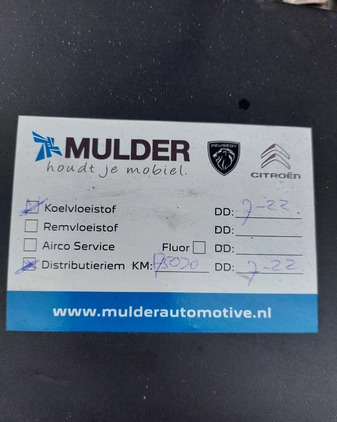 MULDER
houdt je mobiel.
PEUGEOT
CITROËN
Koelvloeistof DD: 7-22
Remvloeistof DD:
Airco Service Fluor DD:
Distributieriem KM: DD: 7-22
www.mulderautomotive.nl